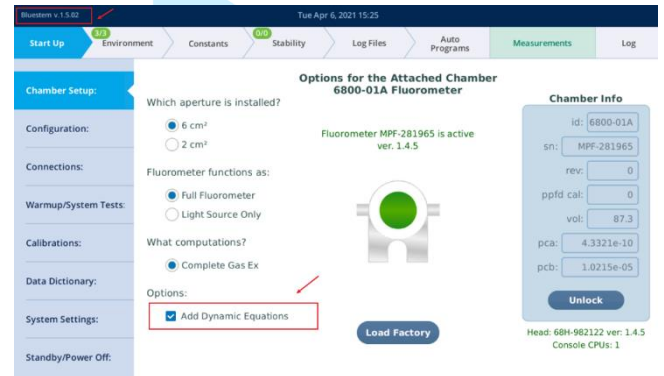 Bluestem v.1.5.02
Tue Apr 6, 2021 15:25
Start Up
3/3
Environment
Constants
0/0
Stability
Log Files
Auto
Programs
Measurements
Log
Chamber Setup:
Configuration:
Connections:
Warmup/System Tests:
Calibrations:
Data Dictionary:
System Settings:
Standby/Power Off:
Options for the Attached Chamber
6800-01A Fluorometer
Which aperture is installed?
6 cm²
2 cm²
Fluorometer functions as:
Full Fluorometer
Light Source Only
What computations?
Complete Gas Ex
Options:
Add Dynamic Equations
Fluorometer MPF-281965 is active
ver. 1.4.5
Load Factory
Chamber Info
id: 6800-01A
sn: MPF-281965
rev: 0
ppfd cal: 0
vol: 87.3
pca: 4.3321e-10
pcb: 1.0215e-05
Unlock
Head: 68H-982122 ver: 1.4.5
Console CPUs: 1